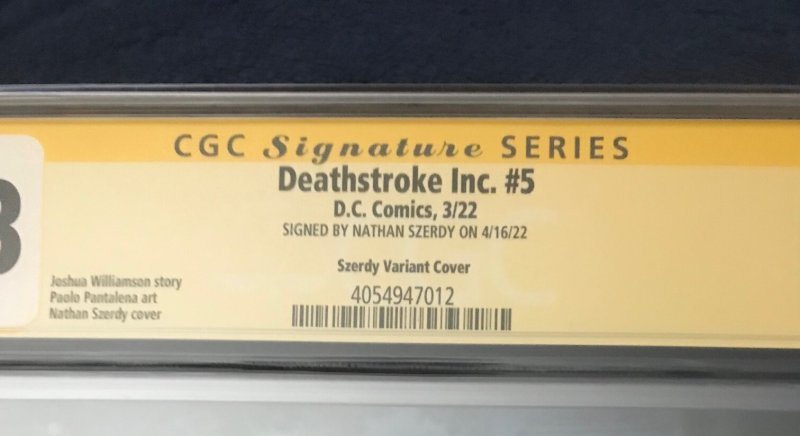 CGC Signature SERIES
Deathstroke Inc. #5
D.C. Comics, 3/22
SIGNED BY NATHAN SZERDY ON 4/16/22
Szerdy Variant Cover
4054947012
Joshua Williamson story
Paolo Pantalena art
Nathan Szerdy cover